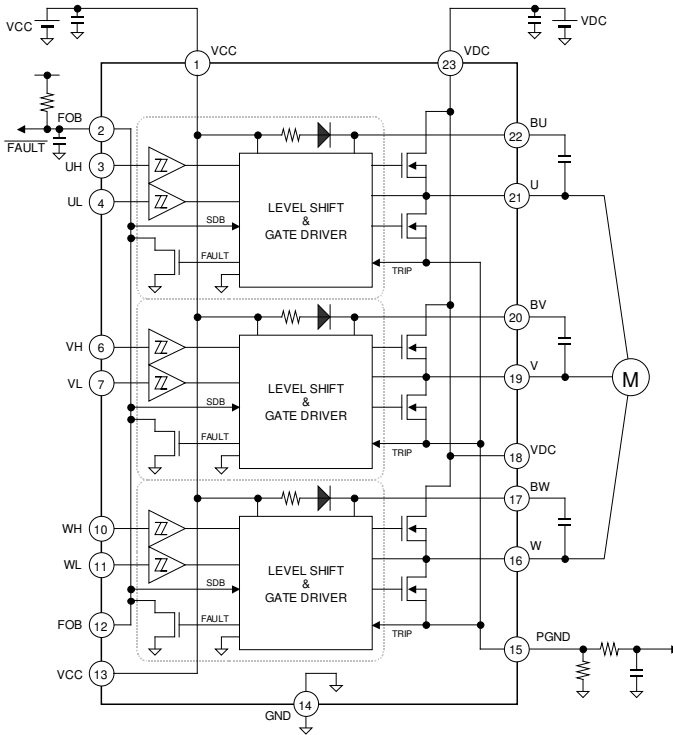 VCC
VDC
VCC
VDC
1
23
FOB
2
FAULT
BU
22
UH
3
UL
4
U
21
LEVEL SHIFT
&
GATE DRIVER
SDB
FAULT
TRIP
BV
20
VH
6
VL
7
V
19
M
LEVEL SHIFT
&
GATE DRIVER
SDB
FAULT
TRIP
VDC
18
BW
17
WH
10
WL
11
W
16
LEVEL SHIFT
&
GATE DRIVER
SDB
FAULT
TRIP
FOB
12
PGND
15
VCC
13
GND
14